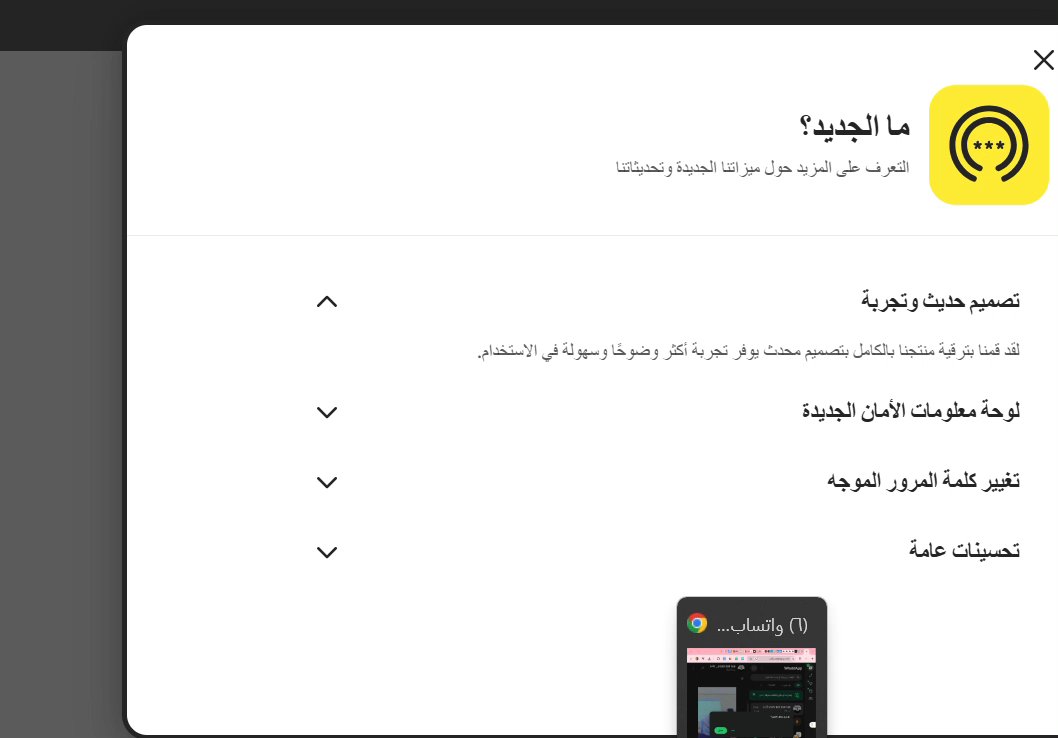 ما الجديد؟
التعرف على المزيد حول ميزاتنا الجديدة وتحديثاتنا
تصميم حديث وتجربة
لقد قمنا بترقية منتجنا بالكامل بتصميم محدث يوفر تجربة أكثر وضوحًا وسهولة في الاستخدام.
لوحة معلومات الأمان الجديدة
تغيير كلمة المرور الموجه
تحسينات عامة
(٦) واتساب...